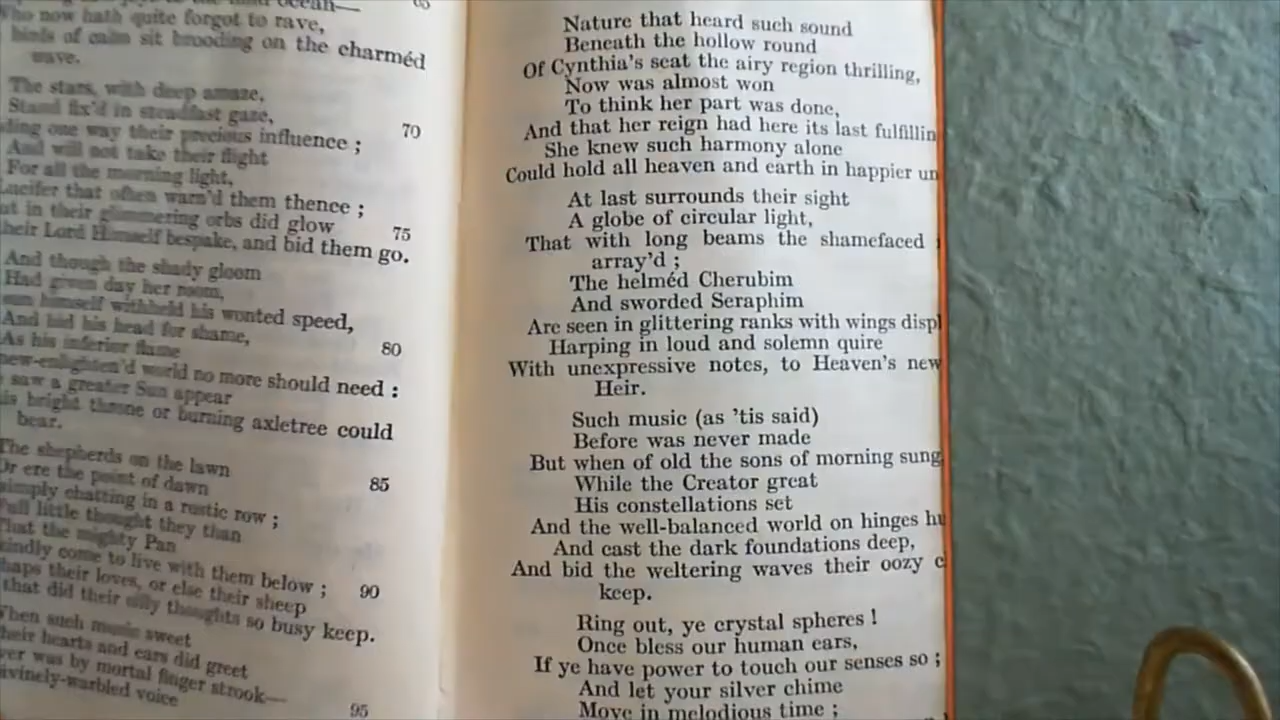 ocean—
65
who now hath quite forgot to rave,
birds of calm sit brooding on the charméd
wave.
The stars, with deep amaze,
Stand fix'd in steadfast gaze,
70
one way their precious influence ;
And will not take their flight
For all the morning light,
Lucifer that often warn'd them thence ;
in their glimmering orbs did glow
75
their Lord Himself bespake, and bid them go.
And though the shady gloom
Had given day her room,
sun himself withheld his wonted speed,
And hid his head for shame,
80
As his inferior flame
new-enlighten'd world no more should need :
saw a greater Sun appear
his bright throne or burning axletree could
bear.
The shepherds on the lawn
Or ere the point of dawn
85
simply chatting in a rustic row ;
Full little thought they than
That the mighty Pan
kindly come to live with them below ;
90
their loves, or else their sheep
that did their silly thoughts so busy keep.
When such music sweet
their hearts and ears did greet
was by mortal finger strook—
divinely-warbled voice
95
Nature that heard such sound
Beneath the hollow round
Of Cynthia's seat the airy region thrilling,
Now was almost won
To think her part was done,
And that her reign had here its last fulfillin
She knew such harmony alone
Could hold all heaven and earth in happier un
At last surrounds their sight
A globe of circular light,
That with long beams the shamefaced
array'd ;
The helméd Cherubim
And sworded Seraphim
Are seen in glittering ranks with wings displ
Harping in loud and solemn quire
With unexpressive notes, to Heaven's new
Heir.
Such music (as 'tis said)
Before was never made
But when of old the sons of morning sung
While the Creator great
His constellations set
And the well-balanced world on hinges hu
And cast the dark foundations deep,
And bid the weltering waves their oozy c
keep.
Ring out, ye crystal spheres !
Once bless our human ears,
If ye have power to touch our senses so ;
And let your silver chime
Move in melodious time ;